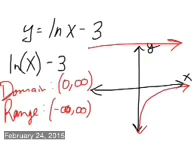 y = ln x - 3
ln(x) - 3
Domain: (0,∞)
Range: (-∞,∞)
y
x
February 24, 2015